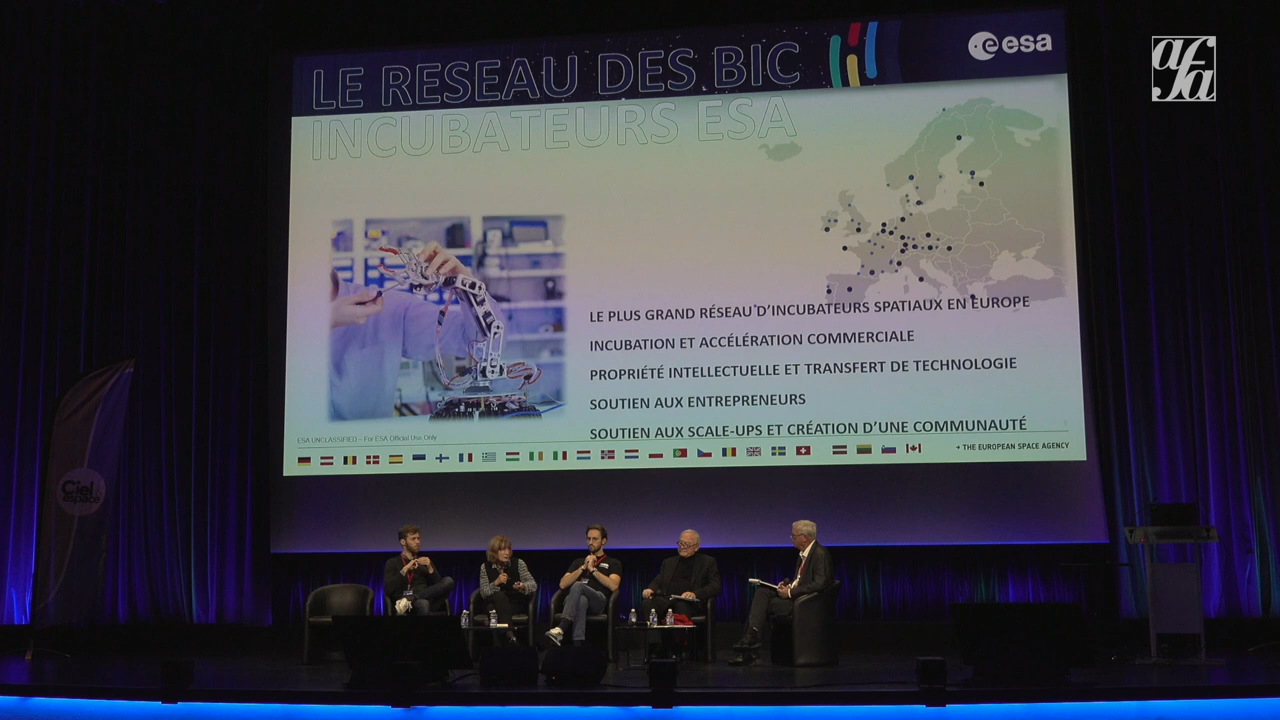 LE RESEAU DES BIC
INCUBATEURS ESA
esa
afa
LE PLUS GRAND RÉSEAU D'INCUBATEURS SPATIAUX EN EUROPE
INCUBATION ET ACCÉLÉRATION COMMERCIALE
PROPRIÉTÉ INTELLECTUELLE ET TRANSFERT DE TECHNOLOGIE
SOUTIEN AUX ENTREPRENEURS
SOUTIEN AUX SCALE-UPS ET CRÉATION D'UNE COMMUNAUTÉ
ESA UNCLASSIFIED – For ESA Official Use Only
→ THE EUROPEAN SPACE AGENCY
Ciel
espace